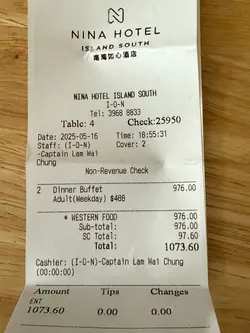 NINA HOTEL
ISLAND SOUTH
南灣如心酒店
NINA HOTEL ISLAND SOUTH
I-O-N
Tel: 3968 8833
Table: 4 Check:25950
Date: 2025-05-16 Time: 18:55:31
Staff: (I-O-N) Cover: 2
-Captain Lam Wai
Chung
Non-Revenue Check
2 Dinner Buffet 976.00
Adult(Weekday) $488
* WESTERN FOOD 976.00
Sub-total: 976.00
SC Total: 97.60
Total: 1073.60
Cashier: (I-O-N)-Captain Lam Wai Chung
(00:00:00)
Amount Tips Changes
ENT
1073.60 0.00 0.00